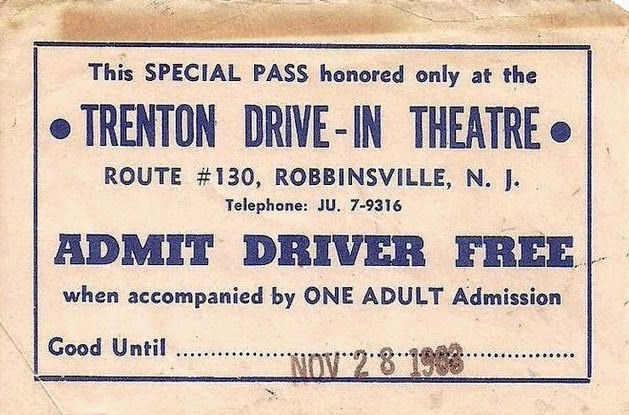 This SPECIAL PASS honored only at the
• TRENTON DRIVE-IN THEATRE •
ROUTE #130, ROBBINSVILLE, N. J.
Telephone: JU. 7-9316
ADMIT DRIVER FREE
when accompanied by ONE ADULT Admission
Good Until ............................................................
NOV 28